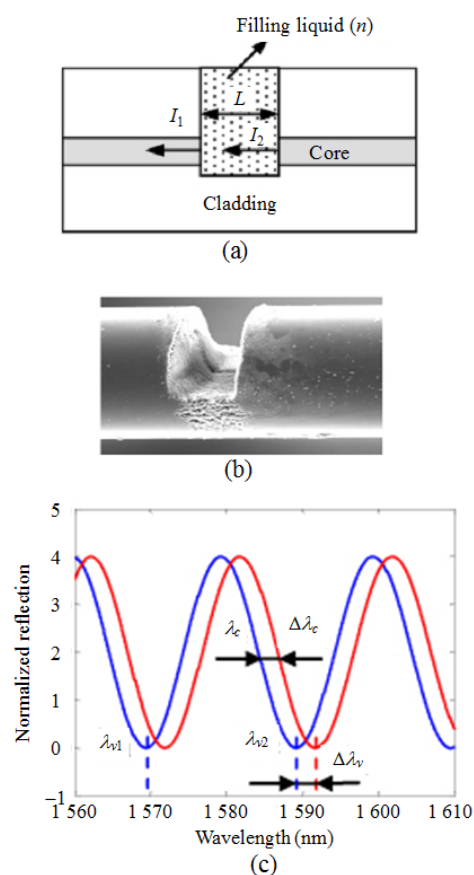 Filling liquid (n)
L
I1
I2
Core
Cladding
(a)
(b)
5
4
3
2
1
0
−1
Normalized reflection
λc
Δλc
λv1
λv2
Δλv
1 560
1 570
1 580
1 590
1 600
1 610
Wavelength (nm)
(c)